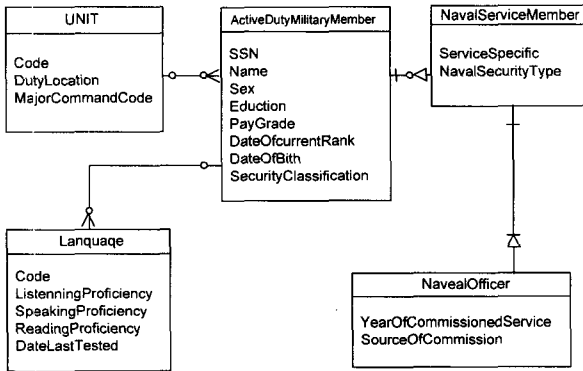 UNIT
Code
DutyLocation
MajorCommandCode
ActiveDutyMilitaryMember
SSN
Name
Sex
Eduction
PayGrade
DateOfcurrentRank
DateOfBith
SecurityClassification
NavalServiceMember
ServiceSpecific
NavalSecurityType
Lanquaqe
Code
ListenningProficiency
SpeakingProficiency
ReadingProficiency
DateLastTested
NavealOfficer
YearOfCommissionedService
SourceOfCommission